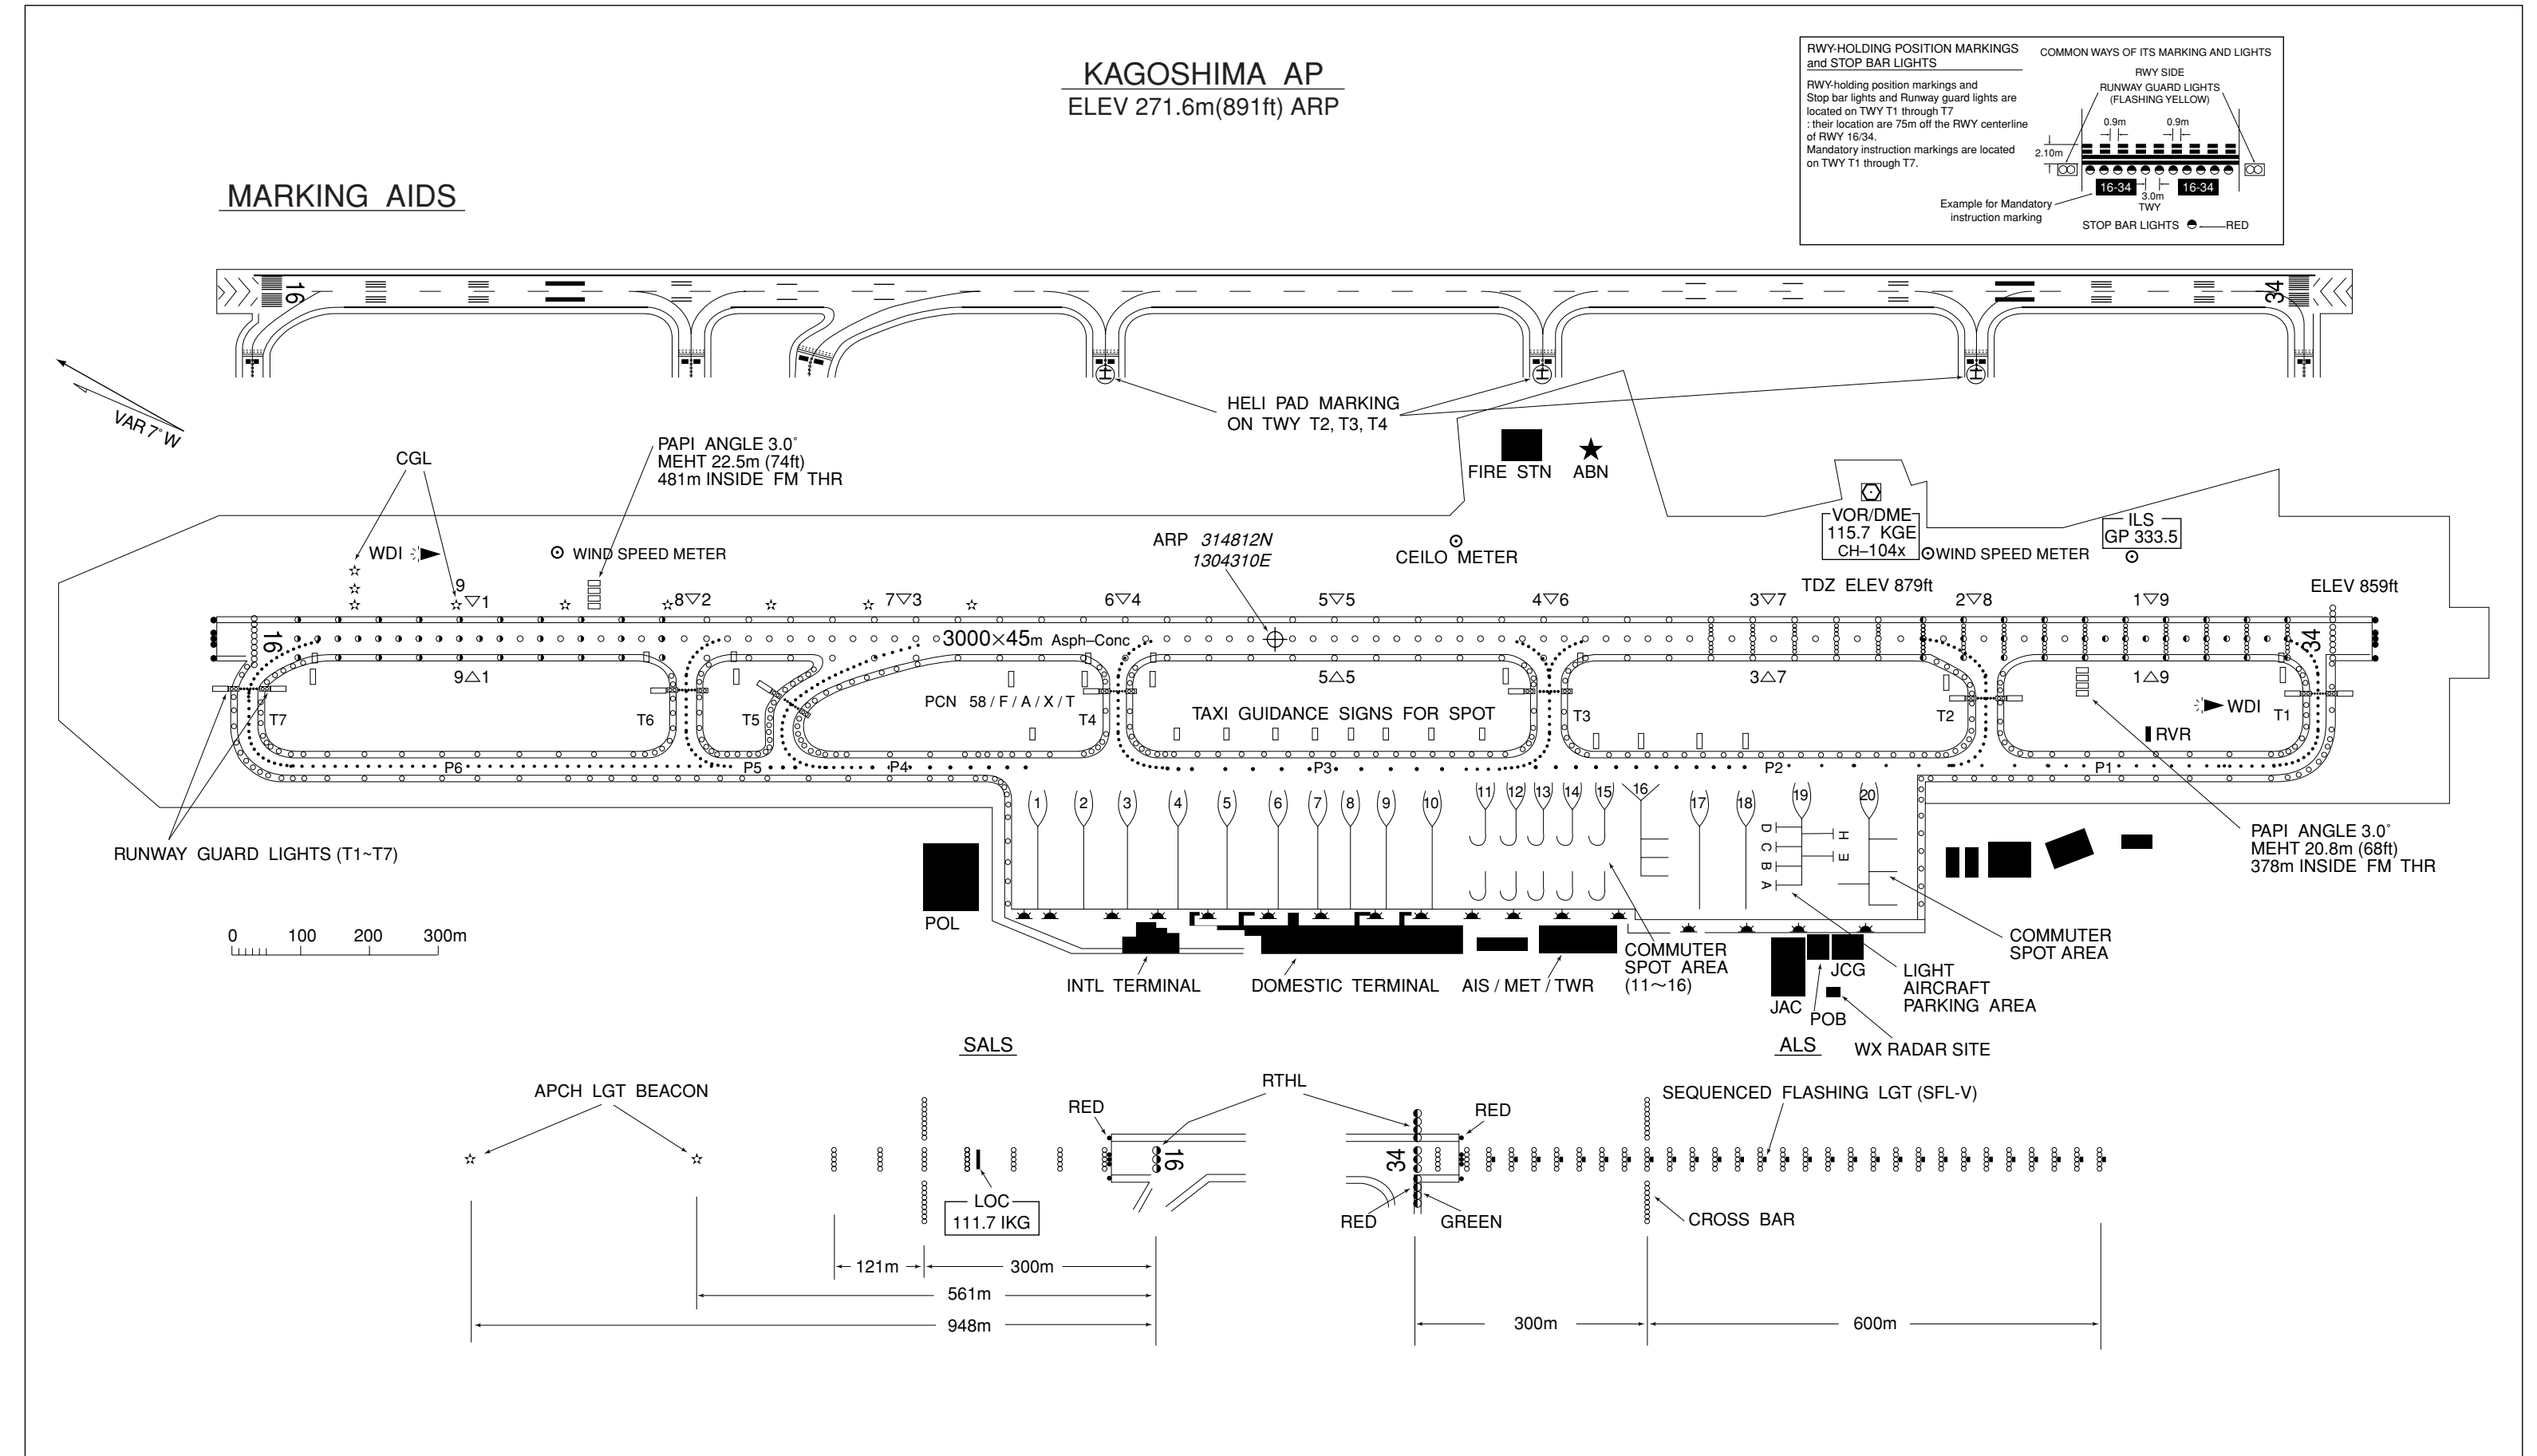 KAGOSHIMA AP
ELEV 271.6m(891ft) ARP
MARKING AIDS
RWY-HOLDING POSITION MARKINGS
and STOP BAR LIGHTS
RWY-holding position markings and
Stop bar lights and Runway guard lights are
located on TWY T1 through T7
: their location are 75m off the RWY centerline
of RWY 16/34.
Mandatory instruction markings are located
on TWY T1 through T7.
COMMON WAYS OF ITS MARKING AND LIGHTS
RWY SIDE
RUNWAY GUARD LIGHTS
(FLASHING YELLOW)
0.9m
0.9m
2.10m
16-34
16-34
3.0m
TWY
Example for Mandatory
instruction marking
STOP BAR LIGHTS
RED
16
34
H
H
H
VAR 7° W
HELI PAD MARKING
ON TWY T2, T3, T4
CGL
PAPI ANGLE 3.0°
MEHT 22.5m (74ft)
481m INSIDE FM THR
FIRE STN
ABN
WDI
WIND SPEED METER
ARP 314812N
1304310E
CEILO METER
VOR/DME
115.7 KGE
CH–104x
WIND SPEED METER
ILS
GP 333.5
TDZ ELEV 879ft
ELEV 859ft
9▽1
8▽2
7▽3
6▽4
5▽5
4▽6
3▽7
2▽8
1▽9
16
3000×45m Asph–Conc
34
9△1
5△5
3△7
1△9
PCN 58 / F / A / X / T
TAXI GUIDANCE SIGNS FOR SPOT
T7
T6
T5
T4
T3
T2
T1
WDI
RVR
P6
P5
P4
P3
P2
P1
1
2
3
4
5
6
7
8
9
10
11
12
13
14
15
16
17
18
19
20
D
C
B
A
H
E
RUNWAY GUARD LIGHTS (T1~T7)
PAPI ANGLE 3.0°
MEHT 20.8m (68ft)
378m INSIDE FM THR
0 100 200 300m
POL
INTL TERMINAL
DOMESTIC TERMINAL
AIS / MET / TWR
COMMUTER
SPOT AREA
(11～16)
JAC
POB
JCG
LIGHT
AIRCRAFT
PARKING AREA
COMMUTER
SPOT AREA
WX RADAR SITE
SALS
ALS
APCH LGT BEACON
RED
RTHL
RED
SEQUENCED FLASHING LGT (SFL-V)
16
34
LOC
111.7 IKG
RED
GREEN
CROSS BAR
121m
300m
561m
948m
300m
600m